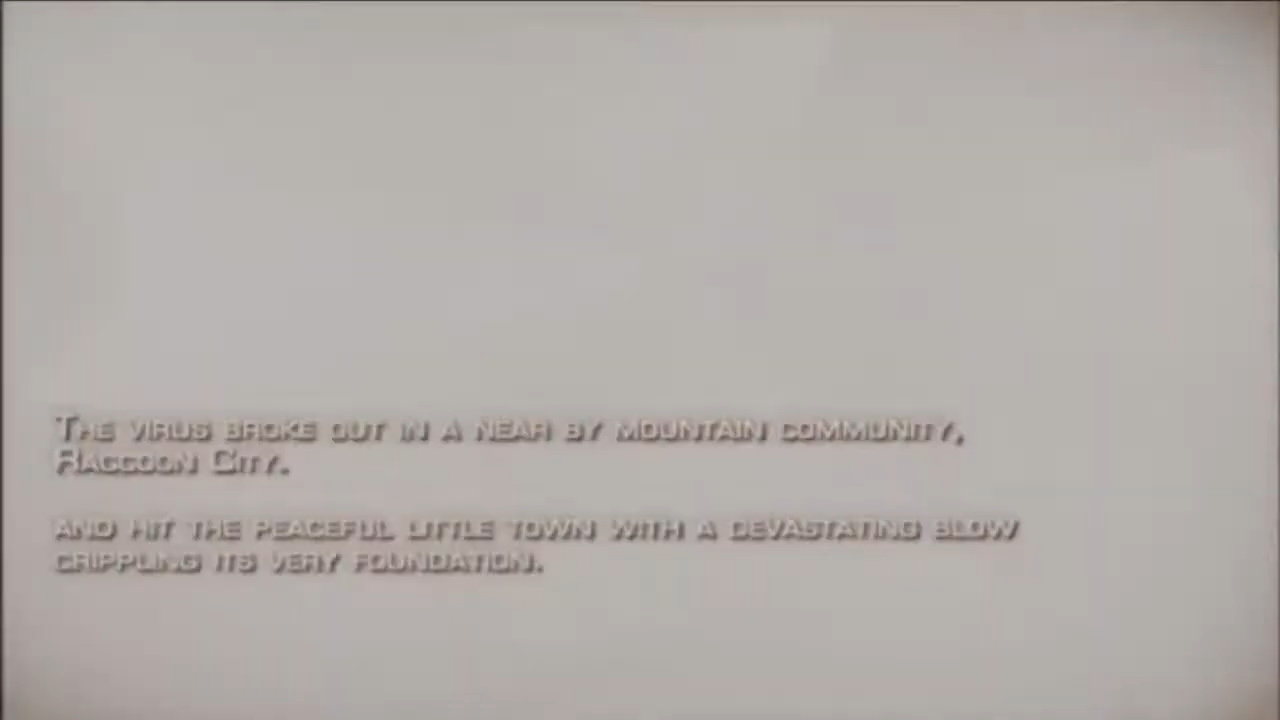 The virus broke out in a near by mountain community,
Raccoon City.
and hit the peaceful little town with a devastating blow
crippling its very foundation.